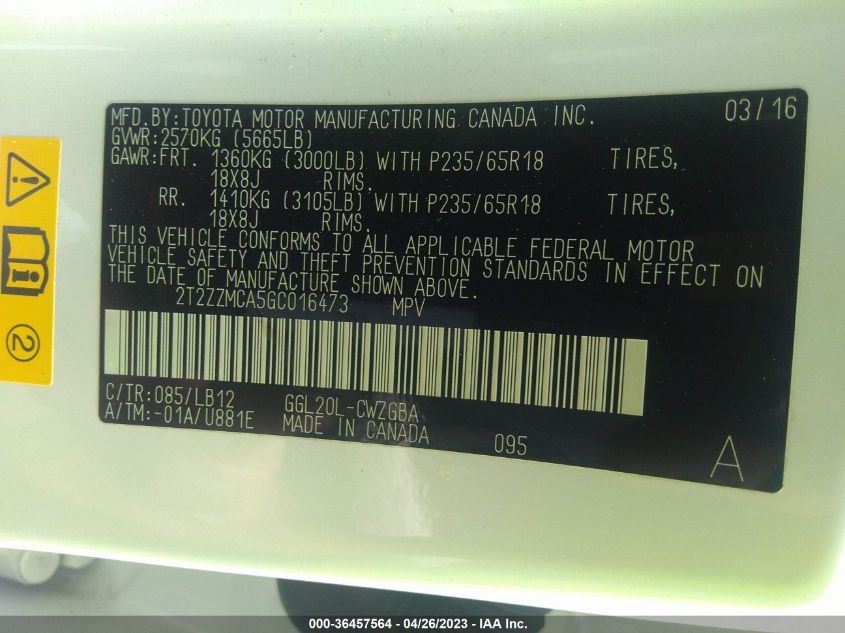 MFD.BY:TOYOTA MOTOR MANUFACTURING CANADA INC. 03/16
GVWR:2570KG (5665LB)
GAWR:FRT. 1360KG (3000LB) WITH P235/65R18 TIRES,
18X8J RIMS.
RR. 1410KG (3105LB) WITH P235/65R18 TIRES,
18X8J RIMS.
THIS VEHICLE CONFORMS TO ALL APPLICABLE FEDERAL MOTOR
VEHICLE SAFETY AND THEFT PREVENTION STANDARDS IN EFFECT ON
THE DATE OF MANUFACTURE SHOWN ABOVE.
2T2ZZMCA5GC016473 MPV
C/TR:085/LB12 GGL20L-CWZGBA
A/TM:-01A/U881E MADE IN CANADA 095
A
2
000-36457564 / 04/26/2023 - IAA Inc.